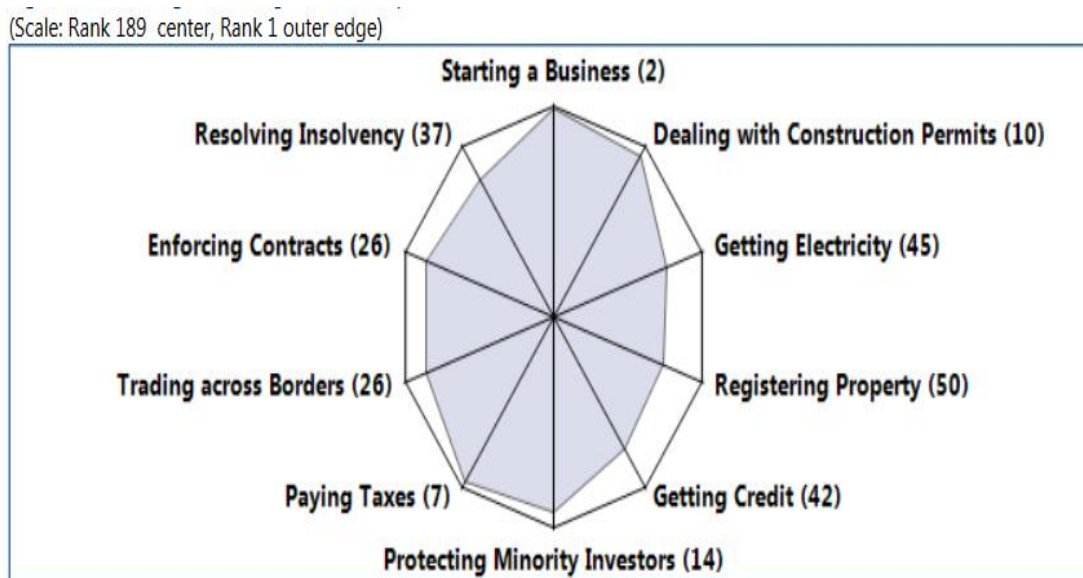 (Scale: Rank 189 center, Rank 1 outer edge)
Starting a Business (2)
Resolving Insolvency (37)
Dealing with Construction Permits (10)
Enforcing Contracts (26)
Getting Electricity (45)
Trading across Borders (26)
Registering Property (50)
Paying Taxes (7)
Getting Credit (42)
Protecting Minority Investors (14)